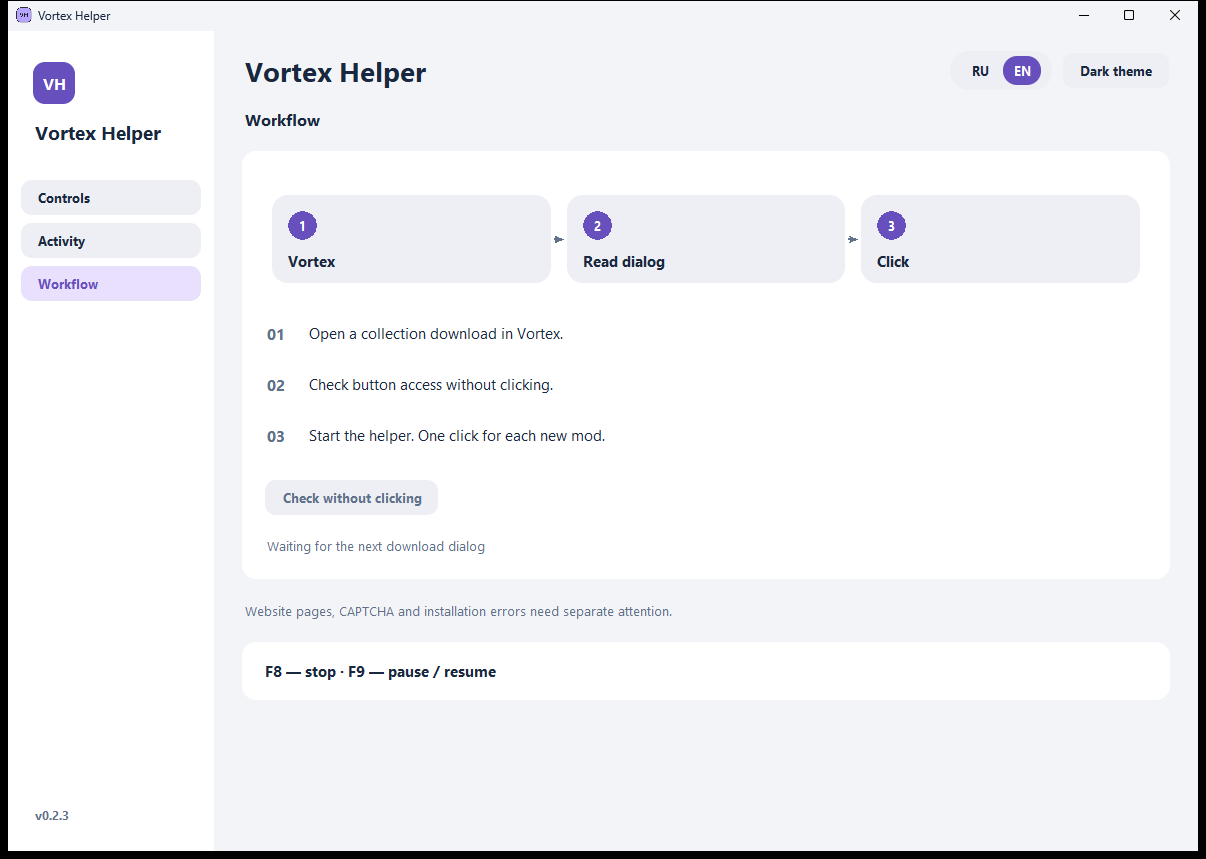 Vortex Helper
VH
Vortex Helper
Controls
Activity
Workflow
v0.2.3
Vortex Helper
RU
EN
Dark theme
Workflow
1
Vortex
2
Read dialog
3
Click
01 Open a collection download in Vortex.
02 Check button access without clicking.
03 Start the helper. One click for each new mod.
Check without clicking
Waiting for the next download dialog
Website pages, CAPTCHA and installation errors need separate attention.
F8 — stop · F9 — pause / resume